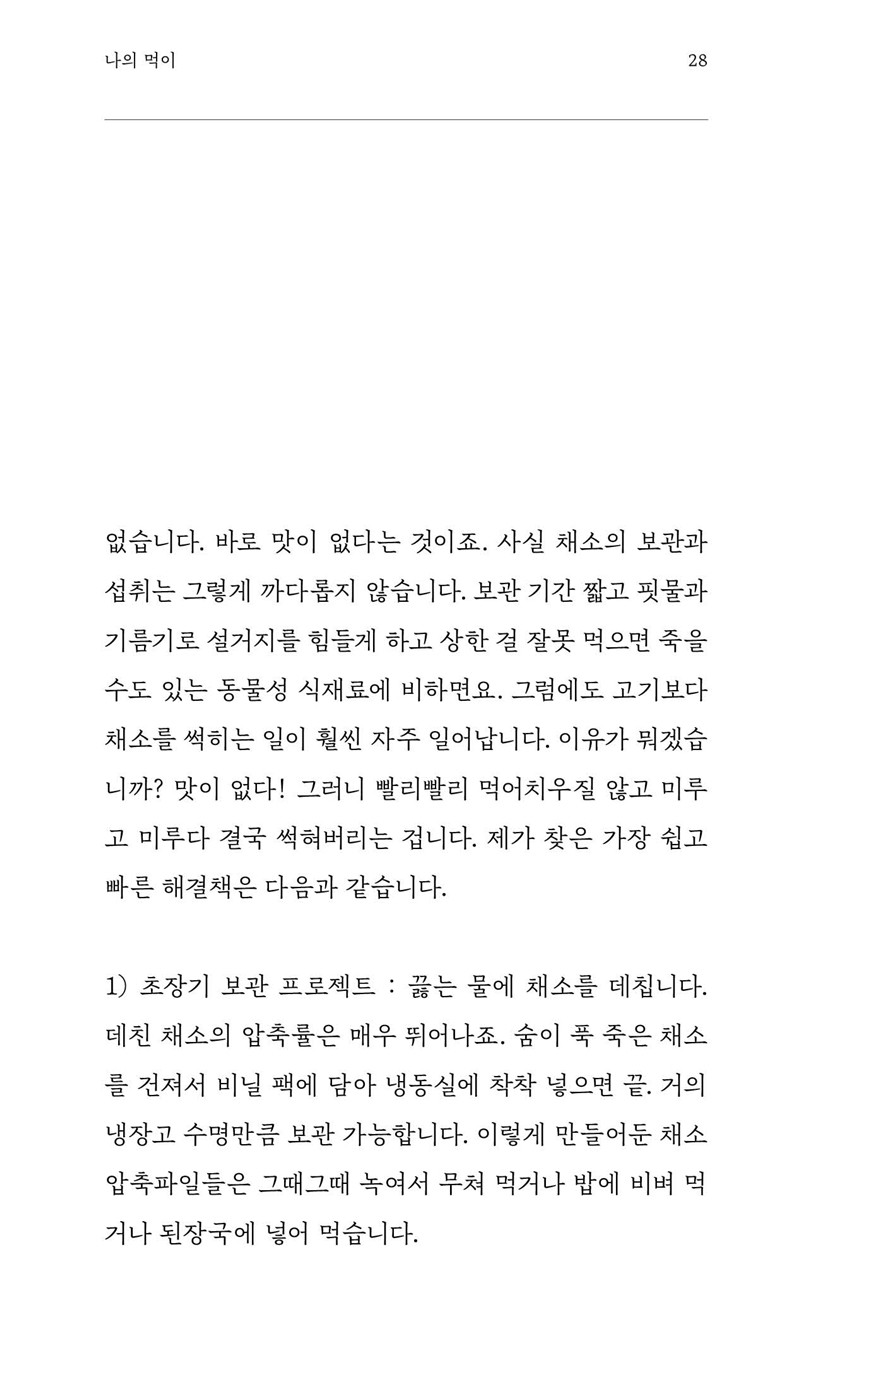 나의 먹이
28
없습니다. 바로 맛이 없다는 것이죠. 사실 채소의 보관과
섭취는 그렇게 까다롭지 않습니다. 보관 기간 짧고 핏물과
기름기로 설거지를 힘들게 하고 상한 걸 잘못 먹으면 죽을
수도 있는 동물성 식재료에 비하면요. 그럼에도 고기보다
채소를 썩히는 일이 훨씬 자주 일어납니다. 이유가 뭐겠습
니까? 맛이 없다! 그러니 빨리빨리 먹어치우질 않고 미루
고 미루다 결국 썩혀버리는 겁니다. 제가 찾은 가장 쉽고
빠른 해결책은 다음과 같습니다.
1) 초장기 보관 프로젝트 : 끓는 물에 채소를 데칩니다.
데친 채소의 압축률은 매우 뛰어나죠. 숨이 푹 죽은 채소
를 건져서 비닐 팩에 담아 냉동실에 착착 넣으면 끝. 거의
냉장고 수명만큼 보관 가능합니다. 이렇게 만들어둔 채소
압축파일들은 그때그때 녹여서 무쳐 먹거나 밥에 비벼 먹
거나 된장국에 넣어 먹습니다.